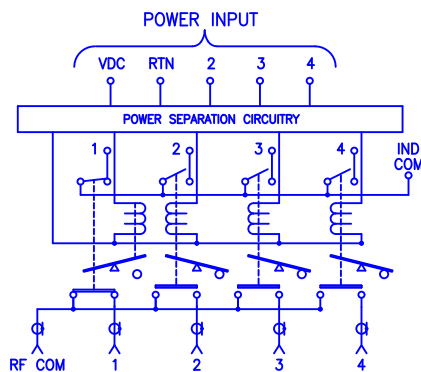 POWER INPUT
VDC RTN 2 3 4
POWER SEPARATION CIRCUITRY
1 2 3 4 IND
COM
RF COM 1 2 3 4